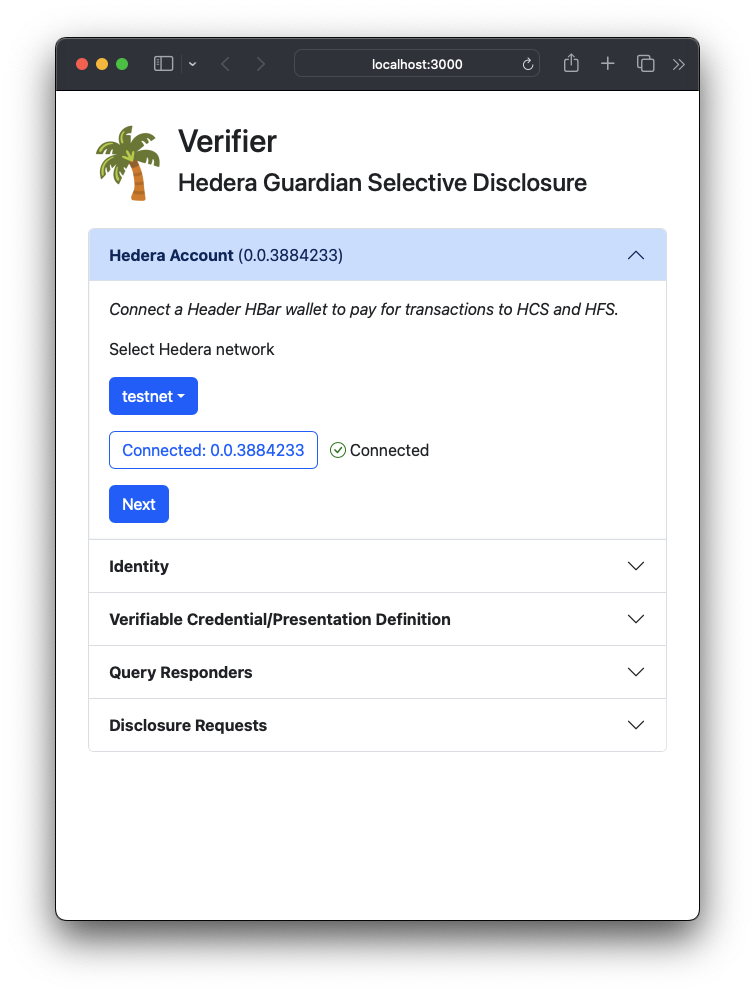 localhost:3000
Verifier
Hedera Guardian Selective Disclosure
Hedera Account (0.0.3884233)
Connect a Header HBar wallet to pay for transactions to HCS and HFS.
Select Hedera network
testnet
Connected: 0.0.3884233 Connected
Next
Identity
Verifiable Credential/Presentation Definition
Query Responders
Disclosure Requests